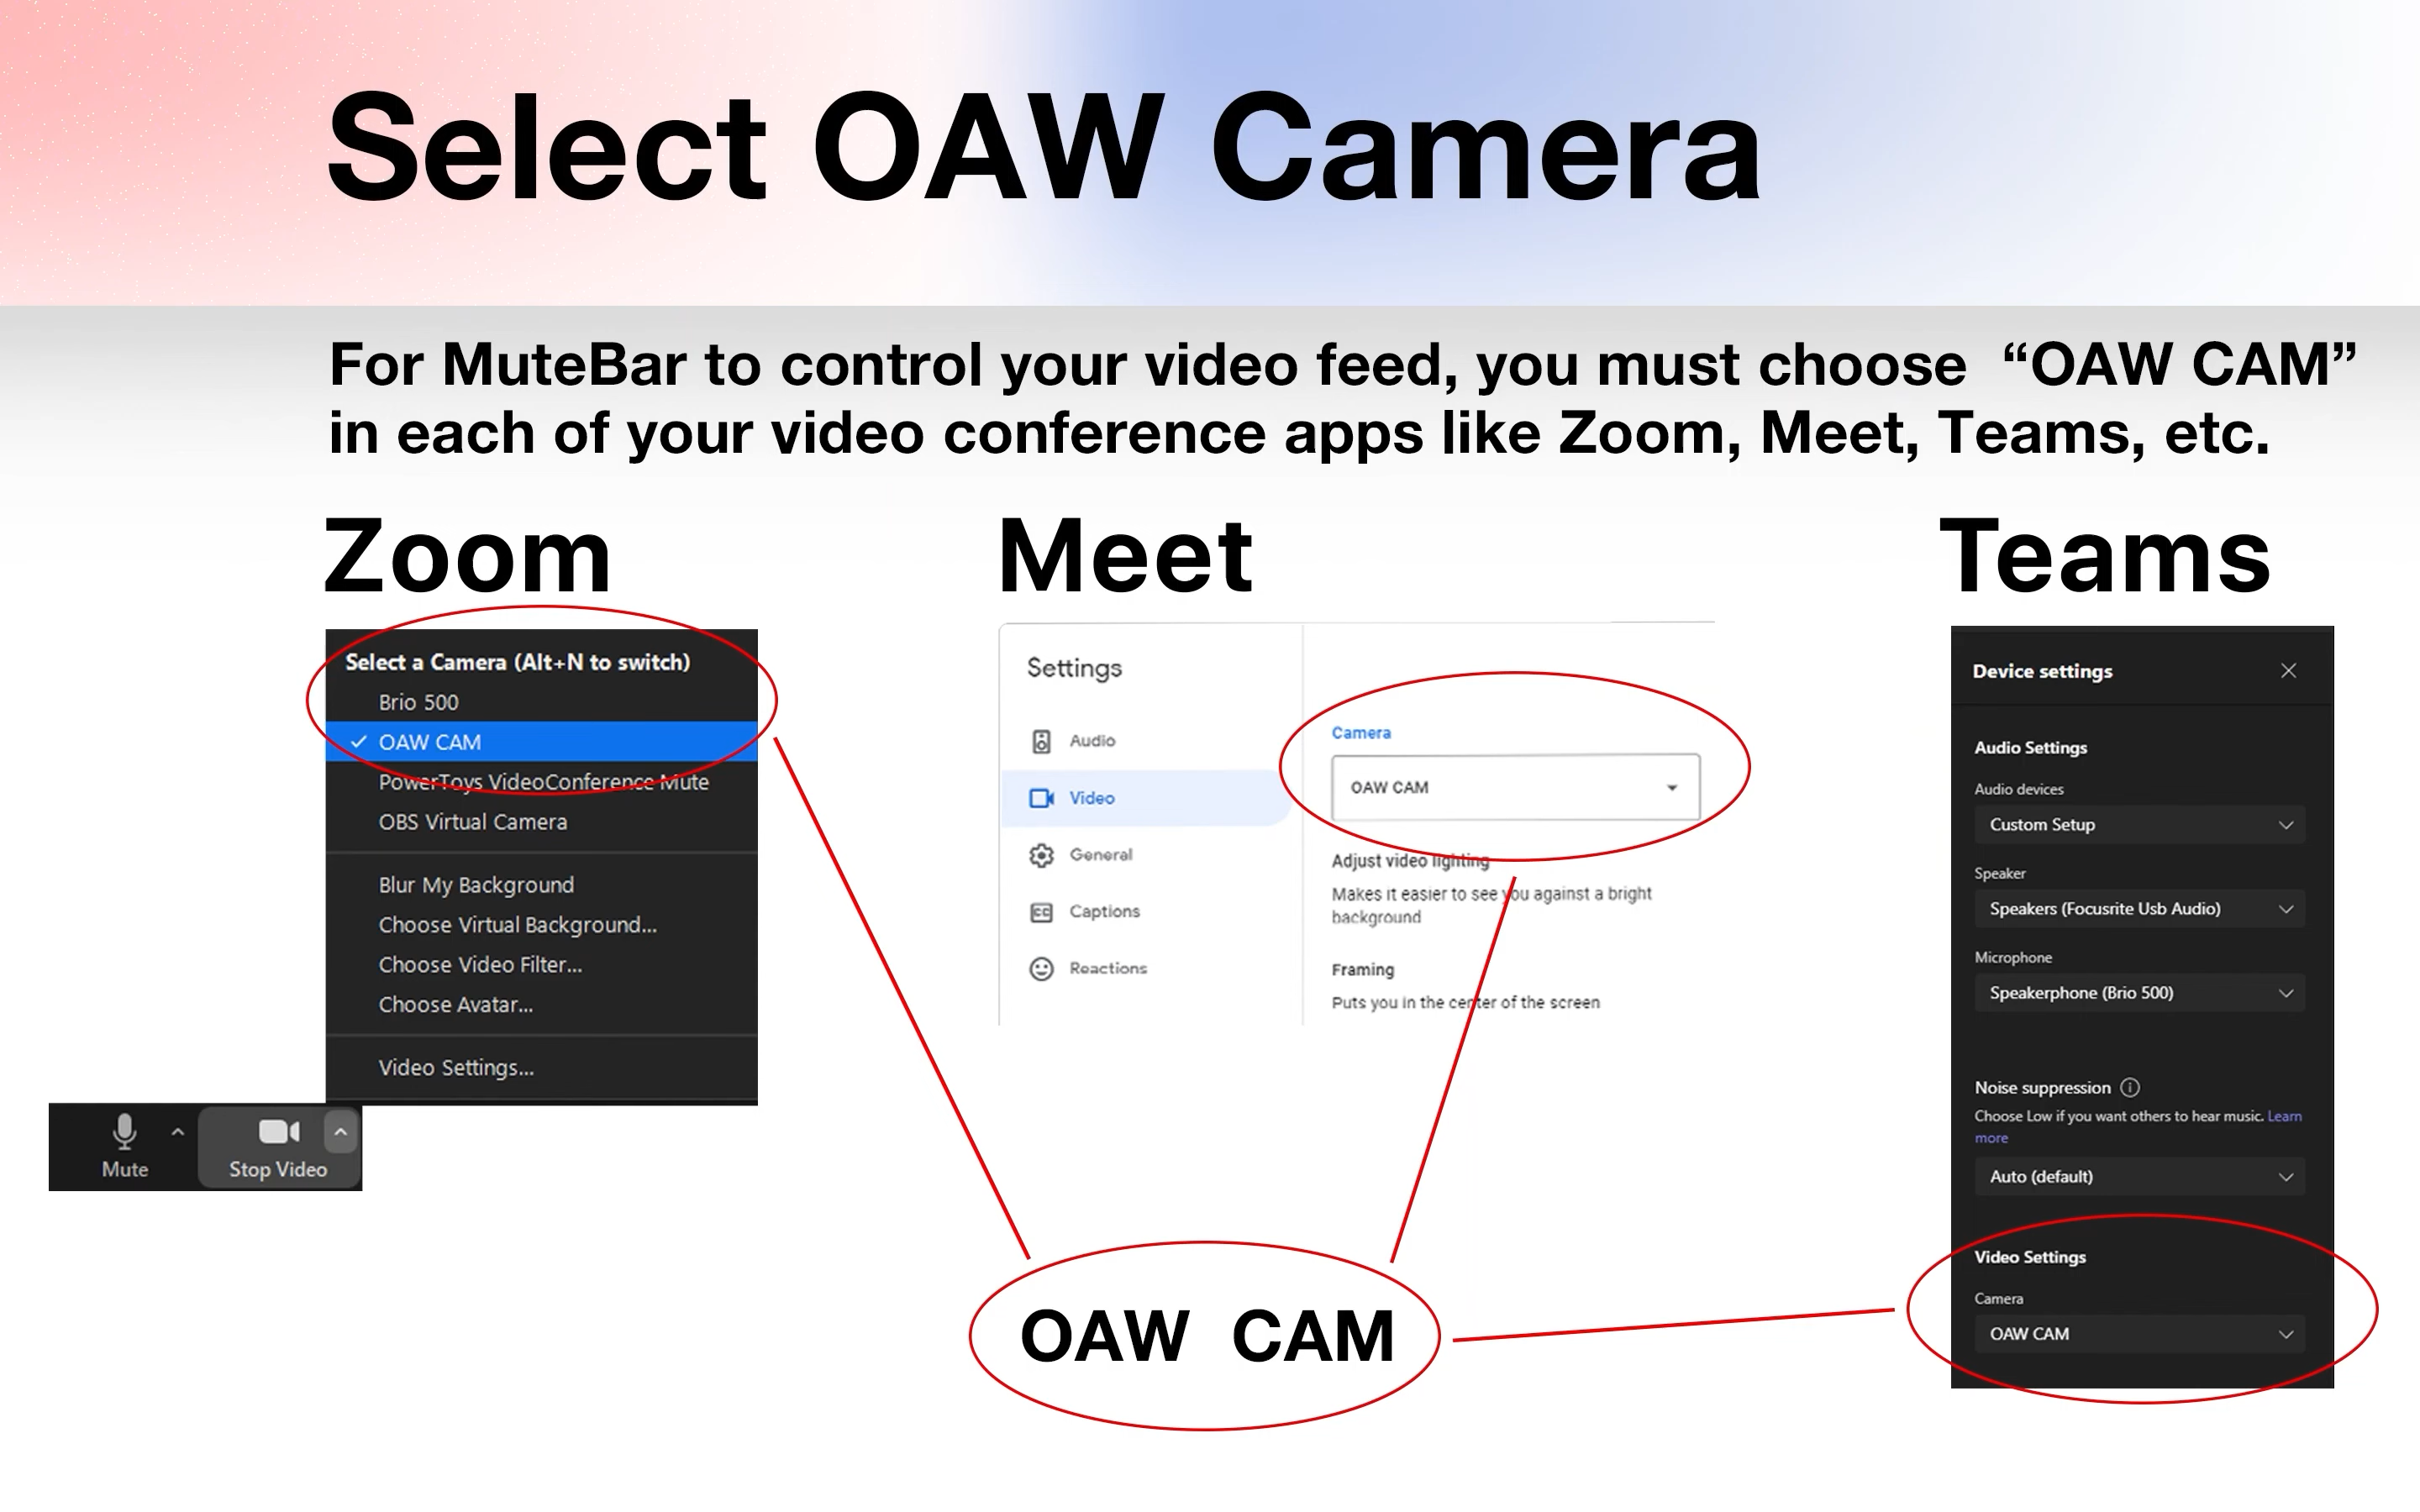 Select OAW Camera
For MuteBar to control your video feed, you must choose “OAW CAM”
in each of your video conference apps like Zoom, Meet, Teams, etc.
Zoom
Select a Camera (Alt+N to switch)
Brio 500
OAW CAM
PowerToys VideoConference Mute
OBS Virtual Camera
Blur My Background
Choose Virtual Background...
Choose Video Filter...
Choose Avatar...
Video Settings...
Mute
Stop Video
Meet
Settings
Audio
Video
General
Captions
Reactions
Camera
OAW CAM
Adjust video lighting
Makes it easier to see you against a bright
background
Framing
Puts you in the center of the screen
Teams
Device settings
Audio Settings
Audio devices
Custom Setup
Speaker
Speakers (Focusrite Usb Audio)
Microphone
Speakerphone (Brio 500)
Noise suppression
Choose Low if you want others to hear music. Learn
more
Auto (default)
Video Settings
Camera
OAW CAM
OAW CAM